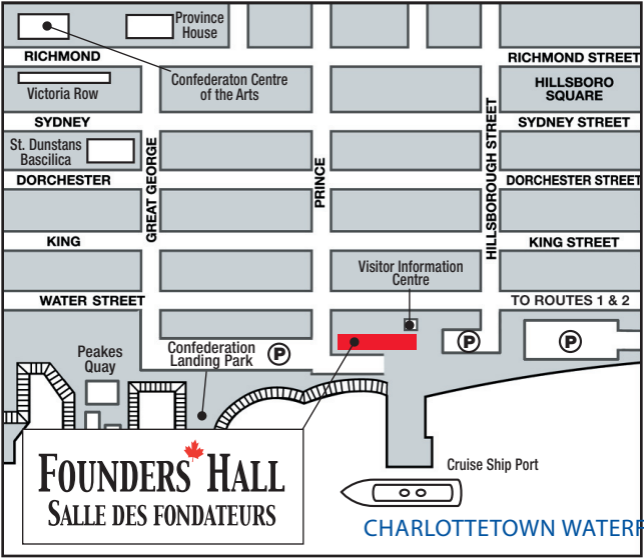 Province
House
RICHMOND
RICHMOND STREET
Confederaton Centre
of the Arts
Victoria Row
HILLSBORO
SQUARE
SYDNEY
SYDNEY STREET
St. Dunstans
Bascilica
GREAT GEORGE
PRINCE
HILLSBOROUGH STREET
DORCHESTER
DORCHESTER STREET
KING
KING STREET
Visitor Information
Centre
WATER STREET
TO ROUTES 1 & 2
Peakes
Quay
Confederation
Landing Park
P
P
P
FOUNDERS' HALL
SALLE DES FONDATEURS
Cruise Ship Port
CHARLOTTETOWN WATERF